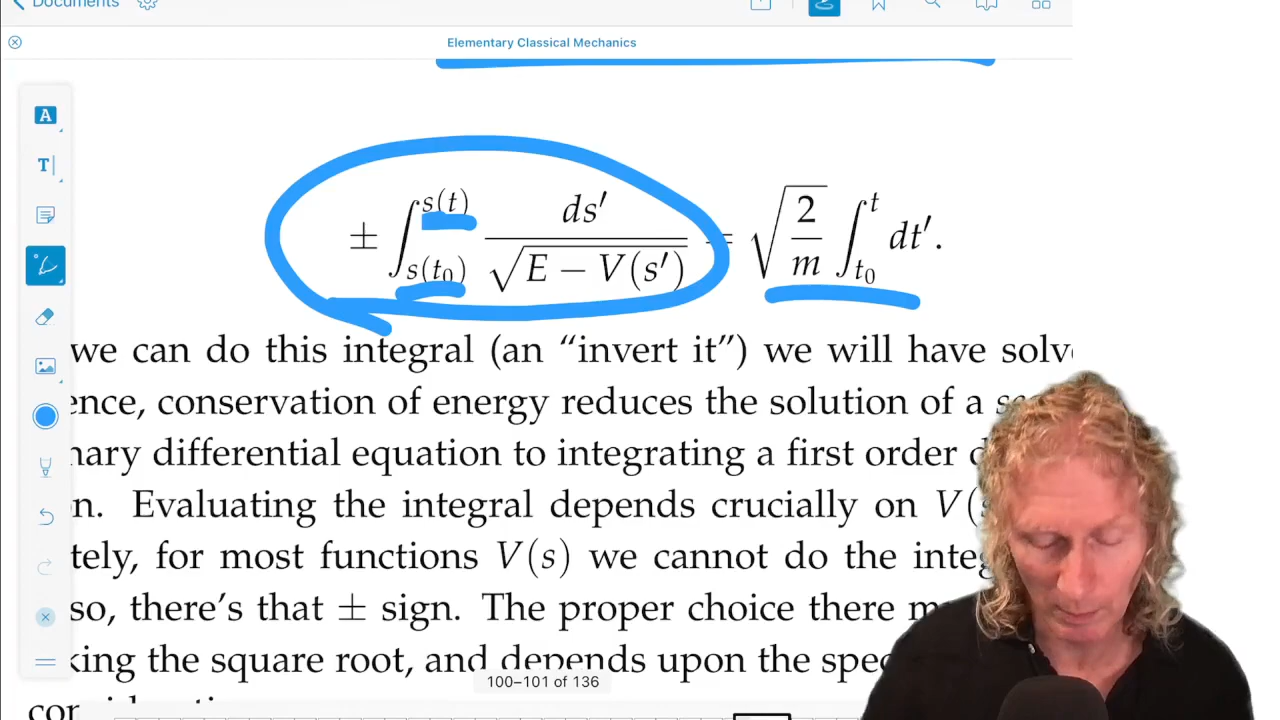 Documents
Elementary Classical Mechanics
A
T
± ∫_{s(t₀)}^{s(t)} ds′ / √(E − V(s′)) = √(2/m) ∫_{t₀}^{t} dt′.
we can do this integral (an “invert it”) we will have solv
ence, conservation of energy reduces the solution of a
nary differential equation to integrating a first order
n. Evaluating the integral depends crucially on V(s
tely, for most functions V(s) we cannot do the integ
so, there’s that ± sign. The proper choice there m
king the square root, and depends upon the spec
100–101 of 136